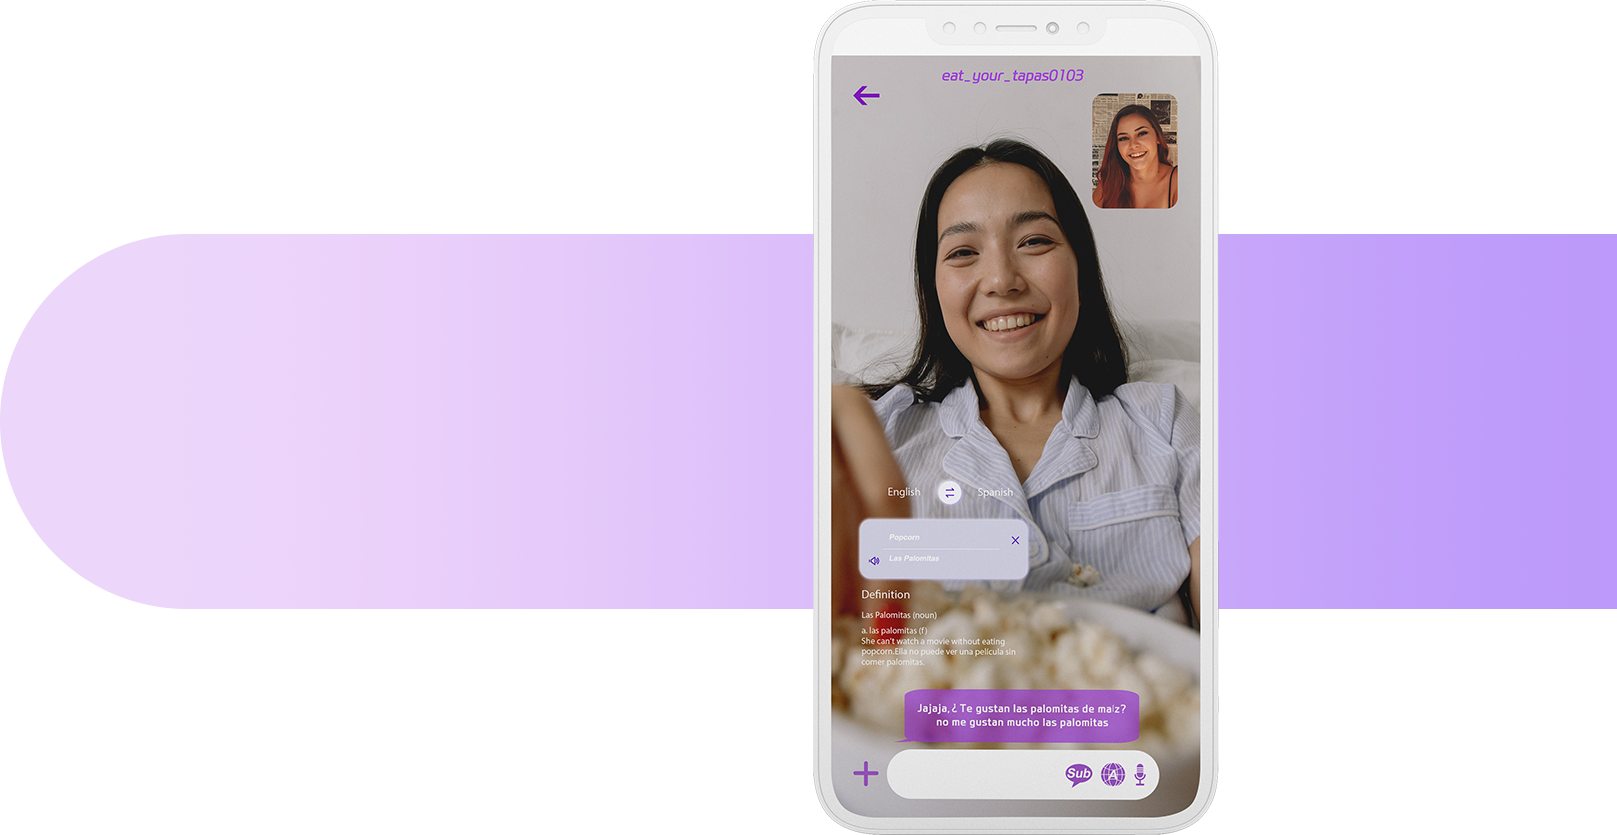 eat_your_tapas0103
English Spanish
Popcorn
Las Palomitas
Definition
Las Palomitas (noun)
a. las palomitas (f)
She can't watch a movie without eating
popcorn.Ella no puede ver una película sin
comer palomitas.
Jajaja,¿ Te gustan las palomitas de maíz?
no me gustan mucho las palomitas
Sub A